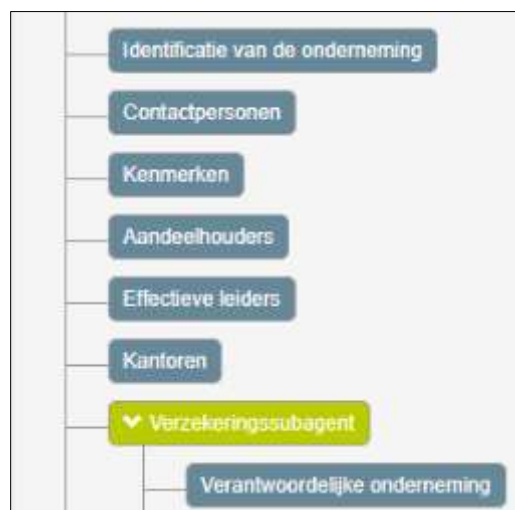 Identificatie van de onderneming
Contactpersonen
Kenmerken
Aandeelhouders
Effectieve leiders
Kantoren
Verzekeringssubagent
Verantwoordelijke onderneming